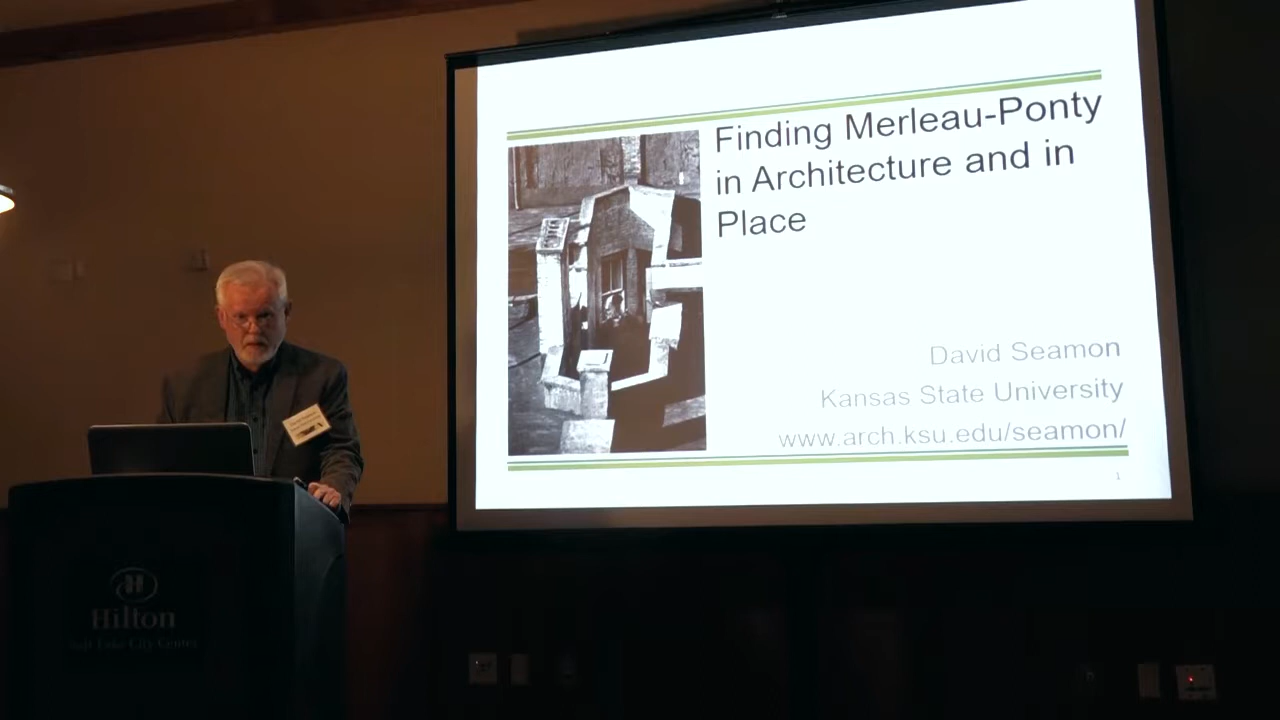 Finding Merleau-Ponty
in Architecture and in
Place
David Seamon
Kansas State University
www.arch.ksu.edu/seamon/
1
Hilton
Salt Lake City Center